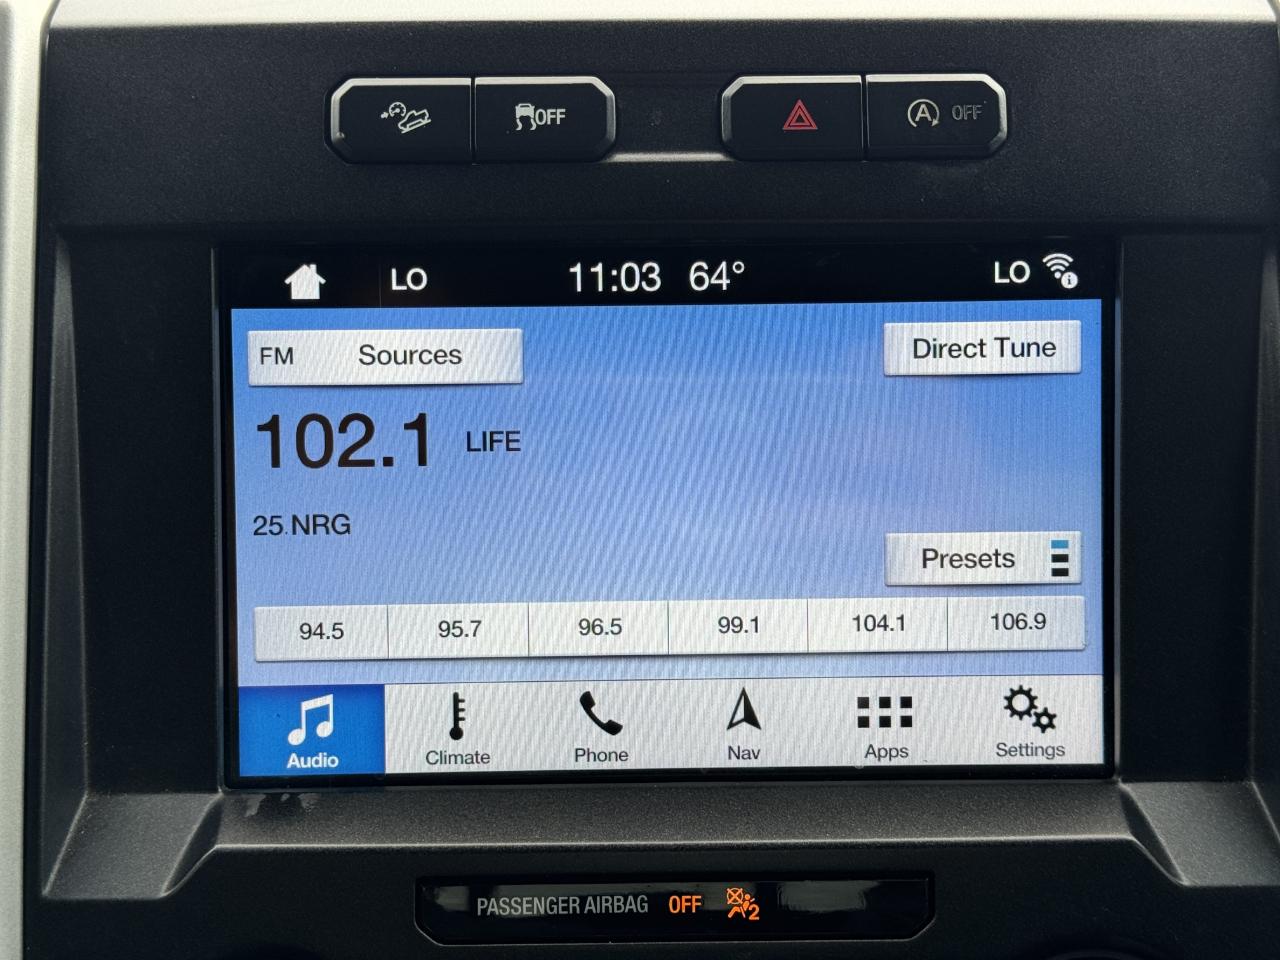 OFF
A OFF
LO 11:03 64° LO
FM Sources
Direct Tune
102.1 LIFE
25.NRG
Presets
94.5 95.7 96.5 99.1 104.1 106.9
Audio Climate Phone Nav Apps Settings
PASSENGER AIRBAG OFF 2